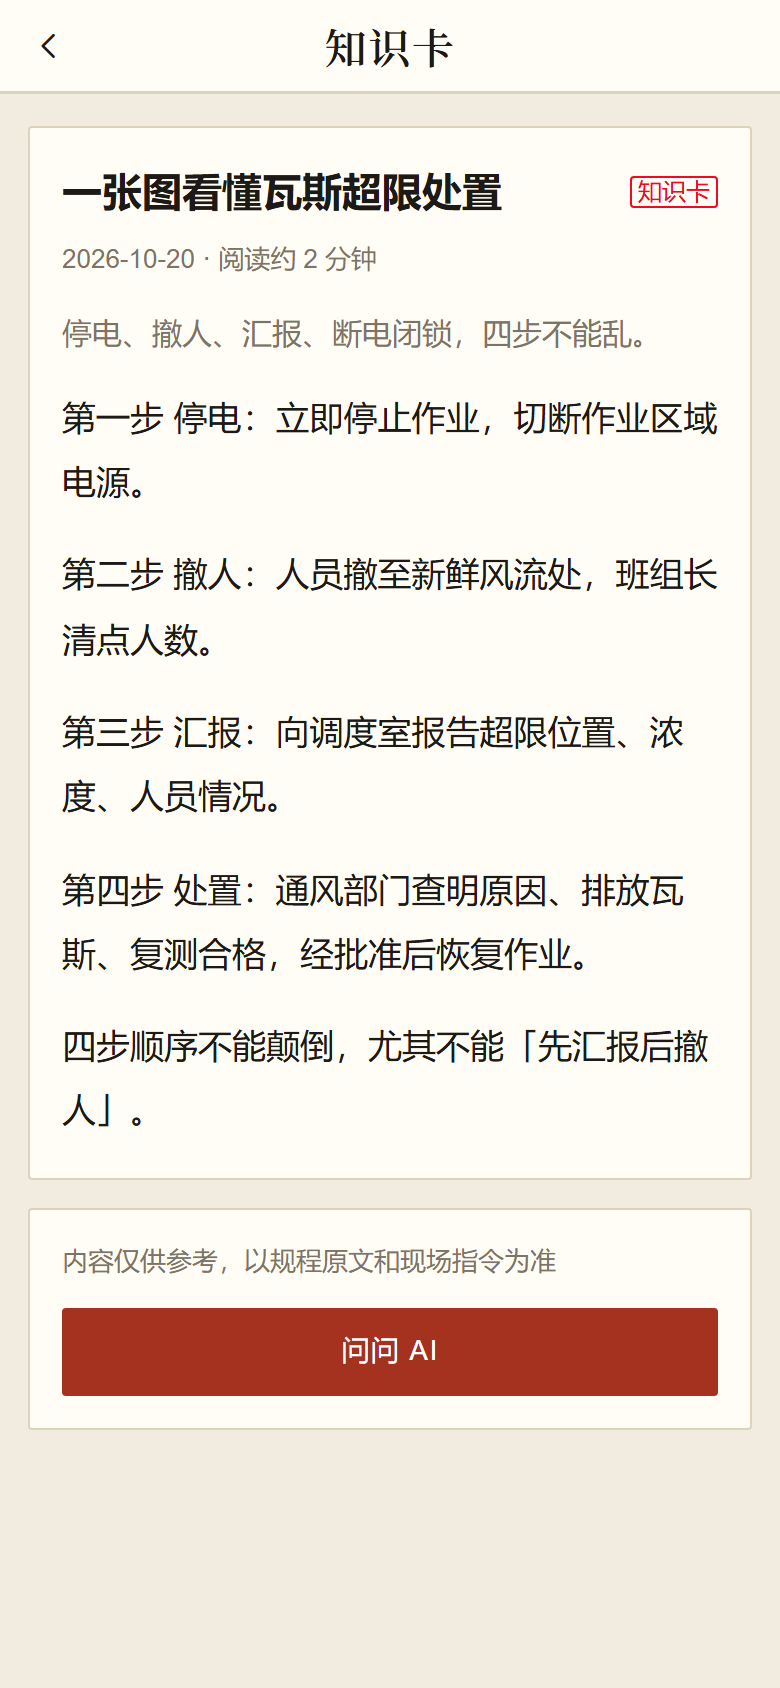 知识卡
一张图看懂瓦斯超限处置
知识卡
2026-10-20 · 阅读约 2 分钟
停电、撤人、汇报、断电闭锁，四步不能乱。
第一步 停电：立即停止作业，切断作业区域
电源。
第二步 撤人：人员撤至新鲜风流处，班组长
清点人数。
第三步 汇报：向调度室报告超限位置、浓
度、人员情况。
第四步 处置：通风部门查明原因、排放瓦
斯、复测合格，经批准后恢复作业。
四步顺序不能颠倒，尤其不能「先汇报后撤
人」。
内容仅供参考，以规程原文和现场指令为准
问问 AI